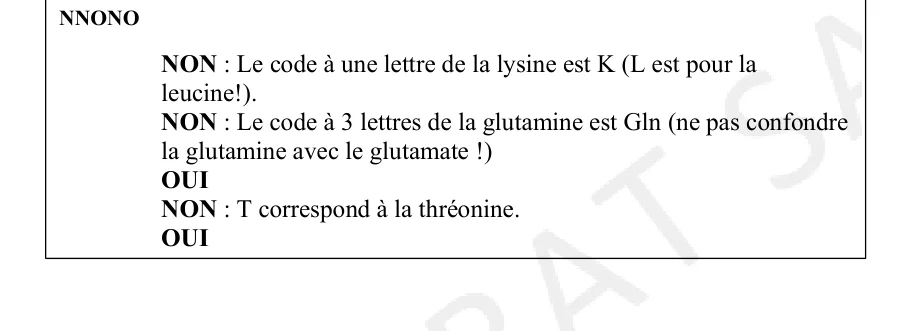 NNONO
NON : Le code à une lettre de la lysine est K (L est pour la
leucine!).
NON : Le code à 3 lettres de la glutamine est Gln (ne pas confondre
la glutamine avec le glutamate !)
OUI
NON : T correspond à la thréonine.
OUI
PAT SA